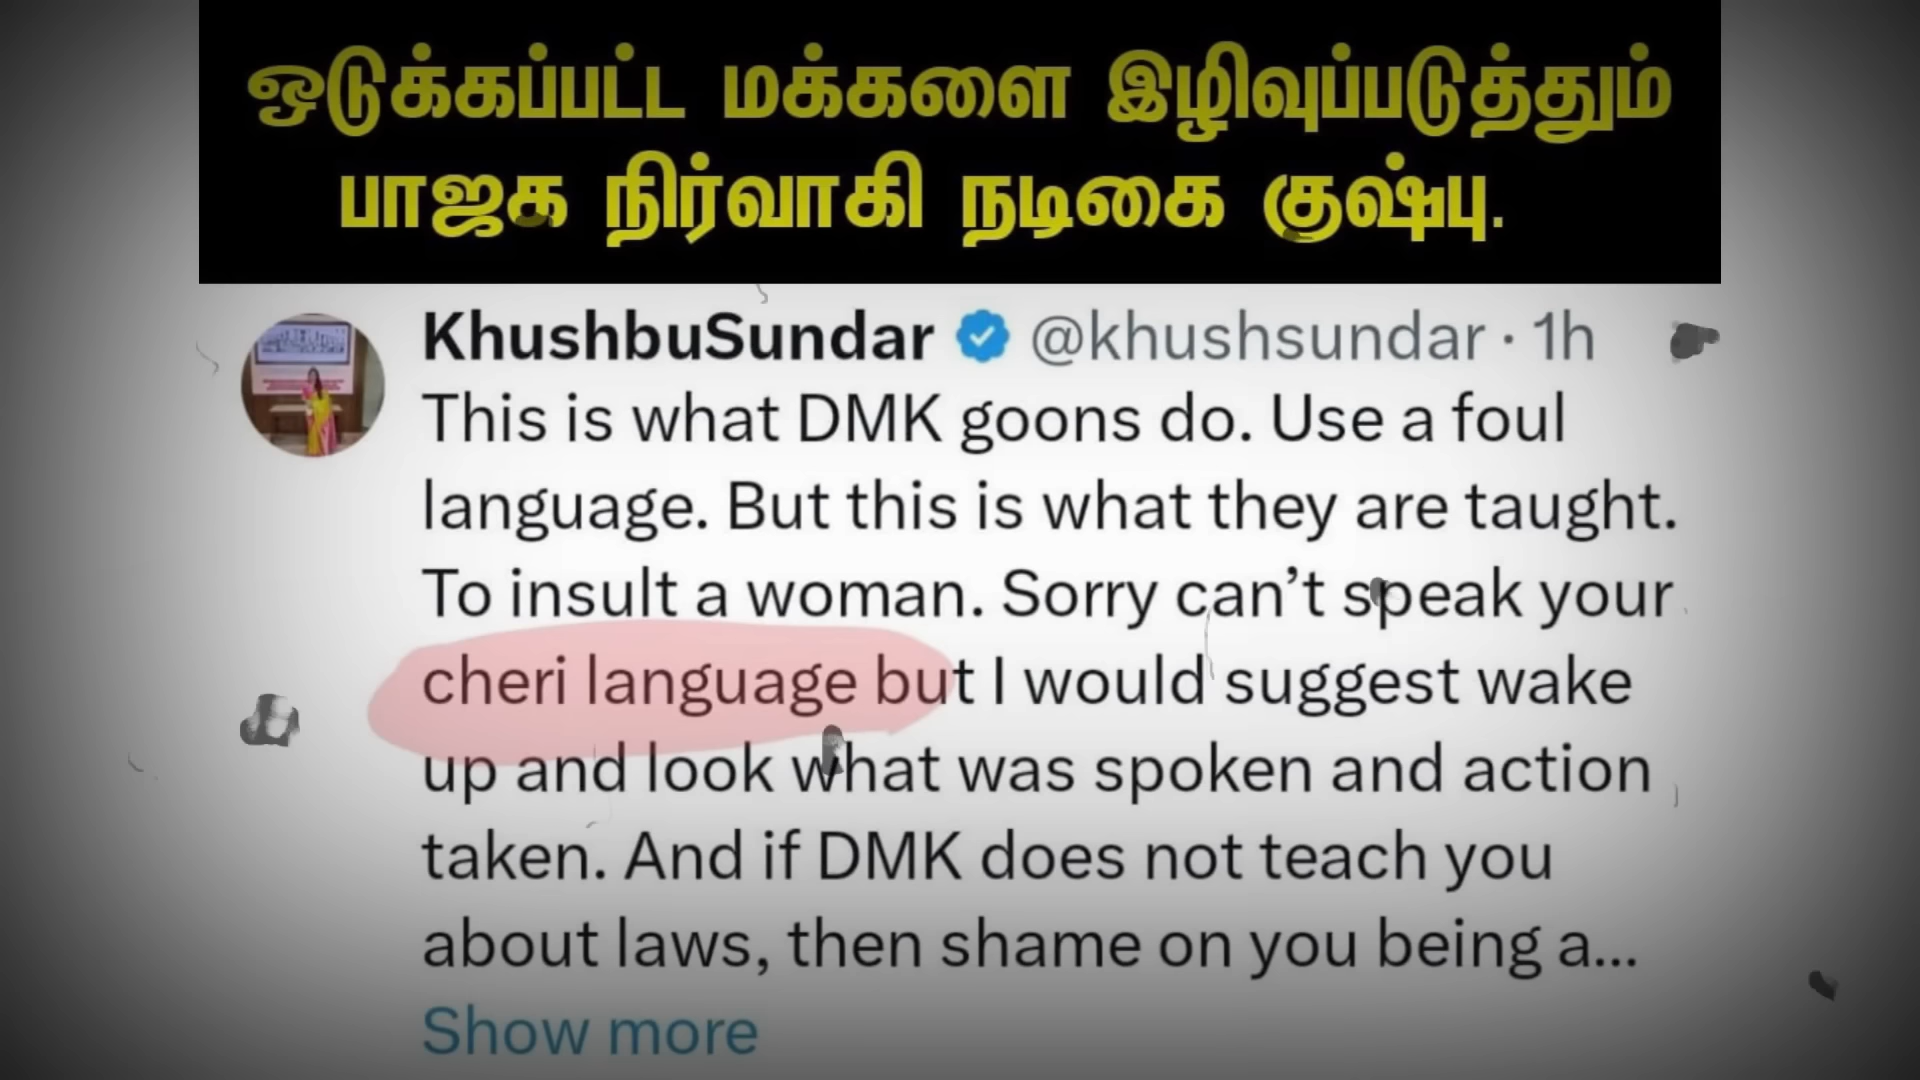 ஒடுக்கப்பட்ட மக்களை இழிவுப்படுத்தும்
பாஜக நிர்வாகி நடிகை குஷ்பு.
KhushbuSundar @khushsundar · 1h
This is what DMK goons do. Use a foul
language. But this is what they are taught.
To insult a woman. Sorry can’t speak your
cheri language but I would suggest wake
up and look what was spoken and action
taken. And if DMK does not teach you
about laws, then shame on you being a...
Show more